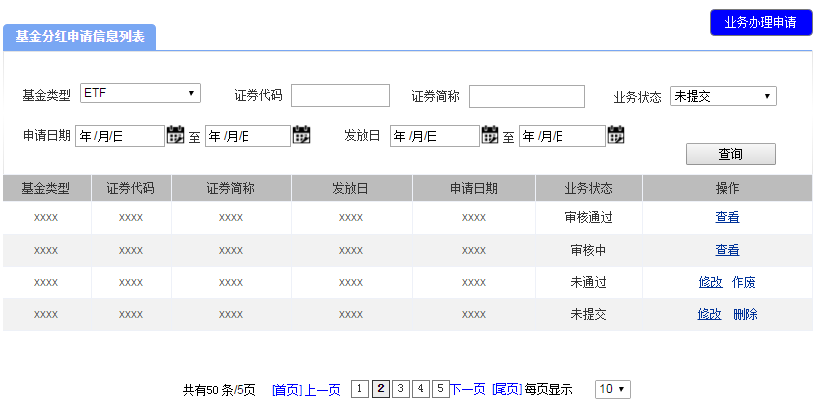 业务办理申请
基金分红申请信息列表
基金类型 ETF 证券代码 证券简称 业务状态 未提交
申请日期 年/月/日 至 年/月/日 发放日 年/月/日 至 年/月/日
查询
基金类型 证券代码 证券简称 发放日 申请日期 业务状态 操作
xxxx xxxx xxxx xxxx xxxx 审核通过 查看
xxxx xxxx xxxx xxxx xxxx 审核中 查看
xxxx xxxx xxxx xxxx xxxx 未通过 修改 作废
xxxx xxxx xxxx xxxx xxxx 未提交 修改 删除
共有50 条/5页 [首页] 上一页 1 2 3 4 5 下一页 [尾页] 每页显示 10